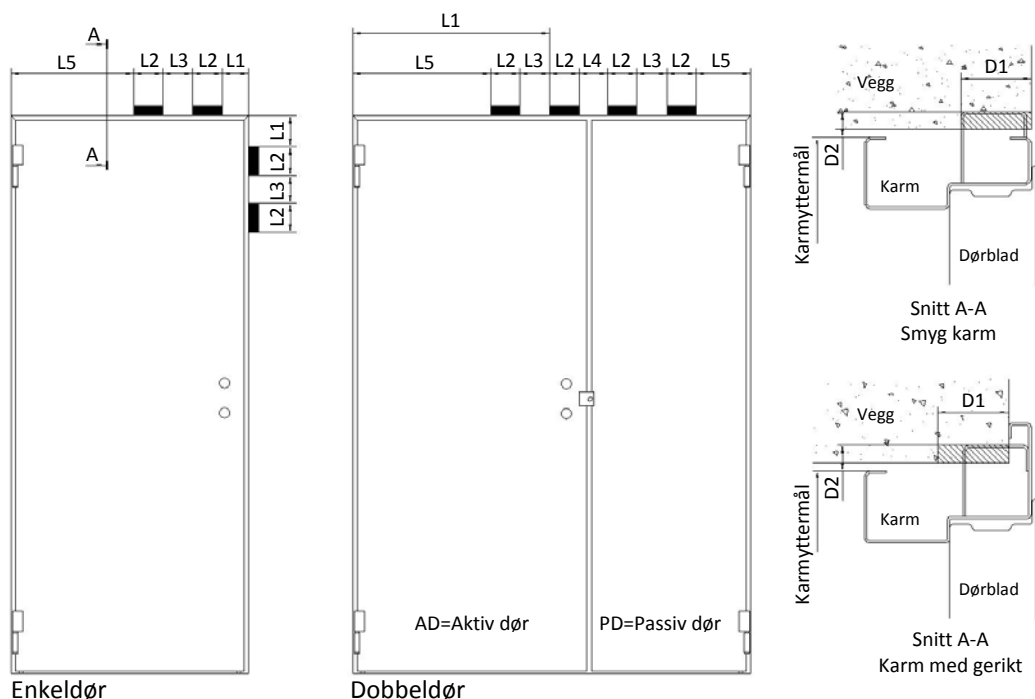 A
L5
L2
L3
L2
L1
A
L1
L2
L3
L2
Enkeldør
L1
L5
L2
L3
L2
L4
L2
L3
L2
L5
AD=Aktiv dør
PD=Passiv dør
Dobbeldør
D1
Vegg
D2
Karmyttermål
Karm
Dørblad
Snitt A-A
Smyg karm
D1
Vegg
D2
Karmyttermål
Karm
Dørblad
Snitt A-A
Karm med gerikt